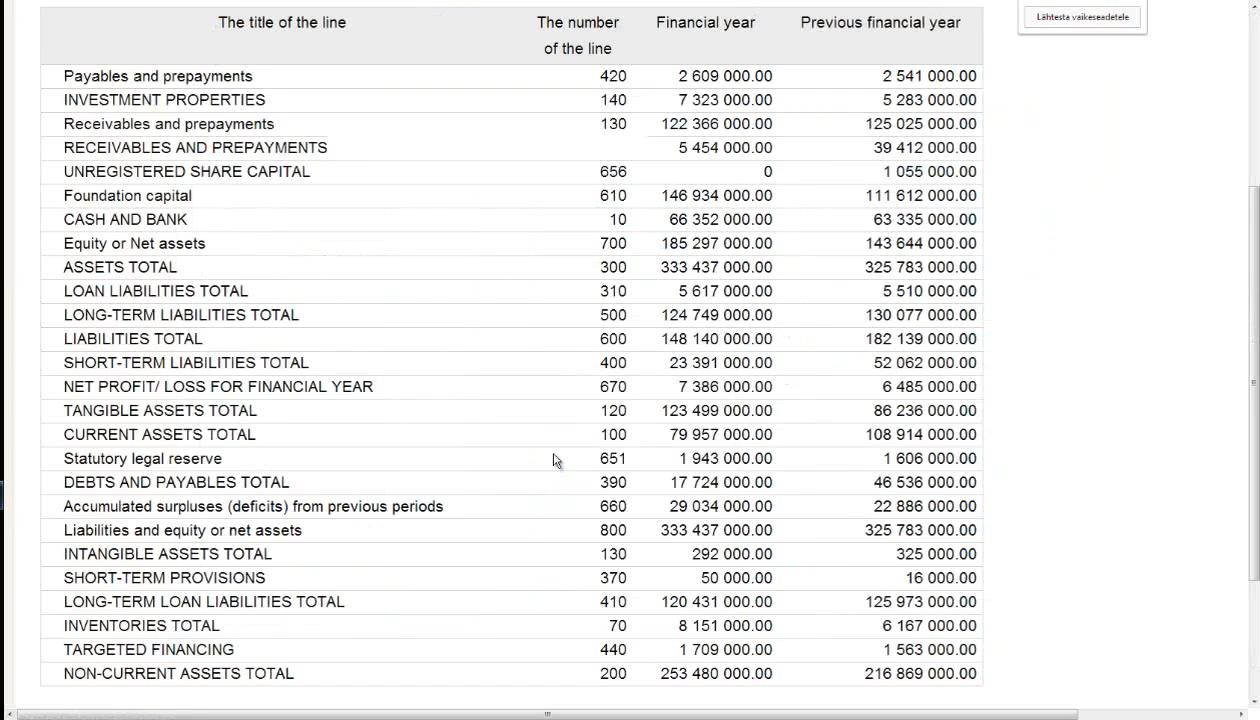 The title of the line The number of the line Financial year Previous financial year
Lähtesta vaikeseadetele
Payables and prepayments 420 2 609 000.00 2 541 000.00
INVESTMENT PROPERTIES 140 7 323 000.00 5 283 000.00
Receivables and prepayments 130 122 366 000.00 125 025 000.00
RECEIVABLES AND PREPAYMENTS 5 454 000.00 39 412 000.00
UNREGISTERED SHARE CAPITAL 656 0 1 055 000.00
Foundation capital 610 146 934 000.00 111 612 000.00
CASH AND BANK 10 66 352 000.00 63 335 000.00
Equity or Net assets 700 185 297 000.00 143 644 000.00
ASSETS TOTAL 300 333 437 000.00 325 783 000.00
LOAN LIABILITIES TOTAL 310 5 617 000.00 5 510 000.00
LONG-TERM LIABILITIES TOTAL 500 124 749 000.00 130 077 000.00
LIABILITIES TOTAL 600 148 140 000.00 182 139 000.00
SHORT-TERM LIABILITIES TOTAL 400 23 391 000.00 52 062 000.00
NET PROFIT/ LOSS FOR FINANCIAL YEAR 670 7 386 000.00 6 485 000.00
TANGIBLE ASSETS TOTAL 120 123 499 000.00 86 236 000.00
CURRENT ASSETS TOTAL 100 79 957 000.00 108 914 000.00
Statutory legal reserve 651 1 943 000.00 1 606 000.00
DEBTS AND PAYABLES TOTAL 390 17 724 000.00 46 536 000.00
Accumulated surpluses (deficits) from previous periods 660 29 034 000.00 22 886 000.00
Liabilities and equity or net assets 800 333 437 000.00 325 783 000.00
INTANGIBLE ASSETS TOTAL 130 292 000.00 325 000.00
SHORT-TERM PROVISIONS 370 50 000.00 16 000.00
LONG-TERM LOAN LIABILITIES TOTAL 410 120 431 000.00 125 973 000.00
INVENTORIES TOTAL 70 8 151 000.00 6 167 000.00
TARGETED FINANCING 440 1 709 000.00 1 563 000.00
NON-CURRENT ASSETS TOTAL 200 253 480 000.00 216 869 000.00